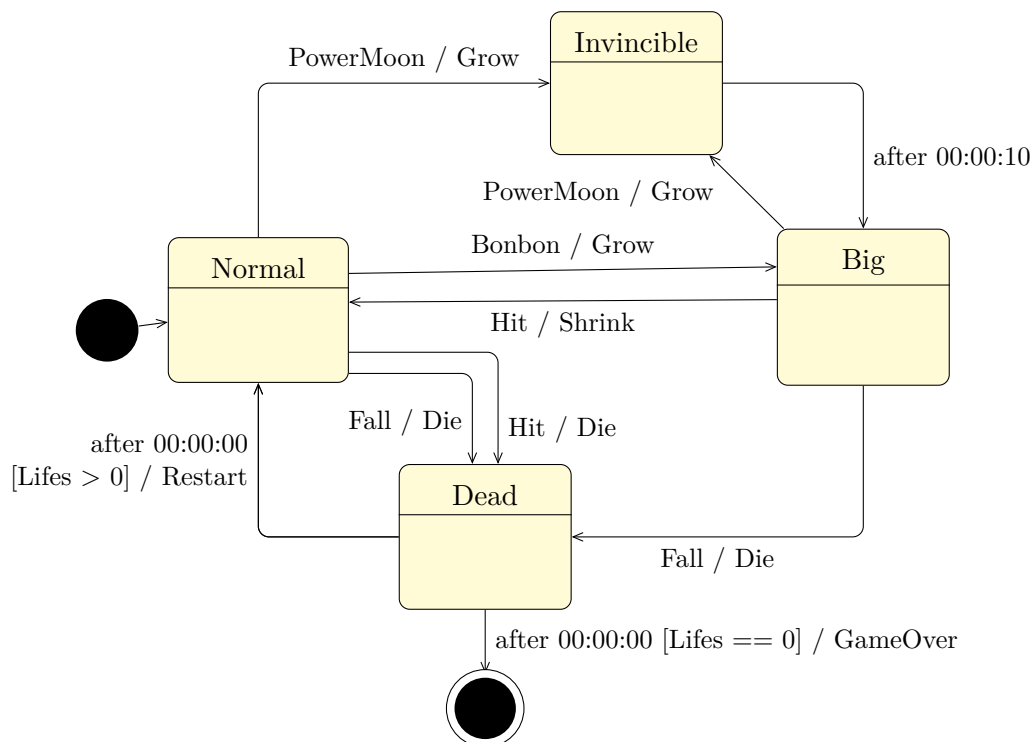 Invincible
PowerMoon / Grow
after 00:00:10
PowerMoon / Grow
Bonbon / Grow
Big
Normal
Hit / Shrink
Fall / Die
Hit / Die
after 00:00:00
[Lifes > 0] / Restart
Dead
Fall / Die
after 00:00:00 [Lifes == 0] / GameOver